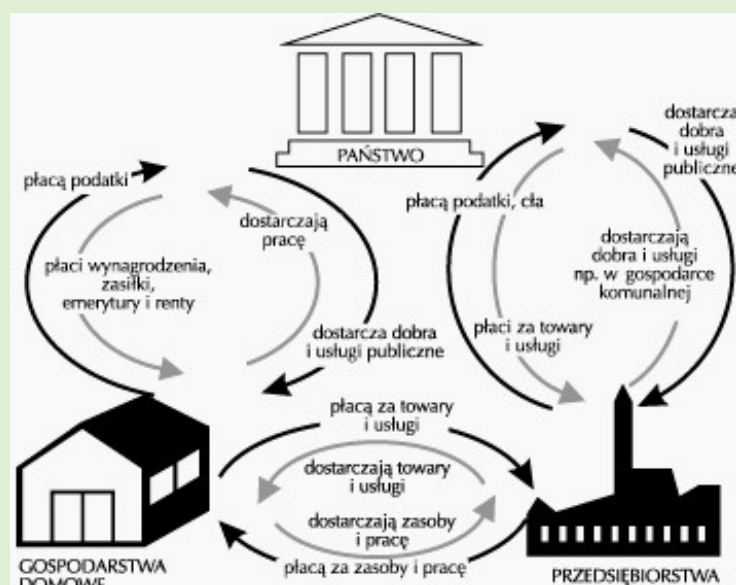 PAŃSTWO
płacą podatki
płaci wynagrodzenia,
zasiłki,
emerytury i renty
dostarczają
pracę
dostarcza dobra
i usługi publiczne
dostarcza
dobra
i usługi
publiczne
płacą podatki, cła
dostarczają
dobra i usługi
np. w gospodarce
komunalnej
płaci za towary
i usługi
płacą za towary
i usługi
dostarczają towary
i usługi
dostarczają zasoby
i pracę
płacą za zasoby i pracę
GOSPODARSTWA
DOMOWE
PRZEDSIĘBIORSTWA